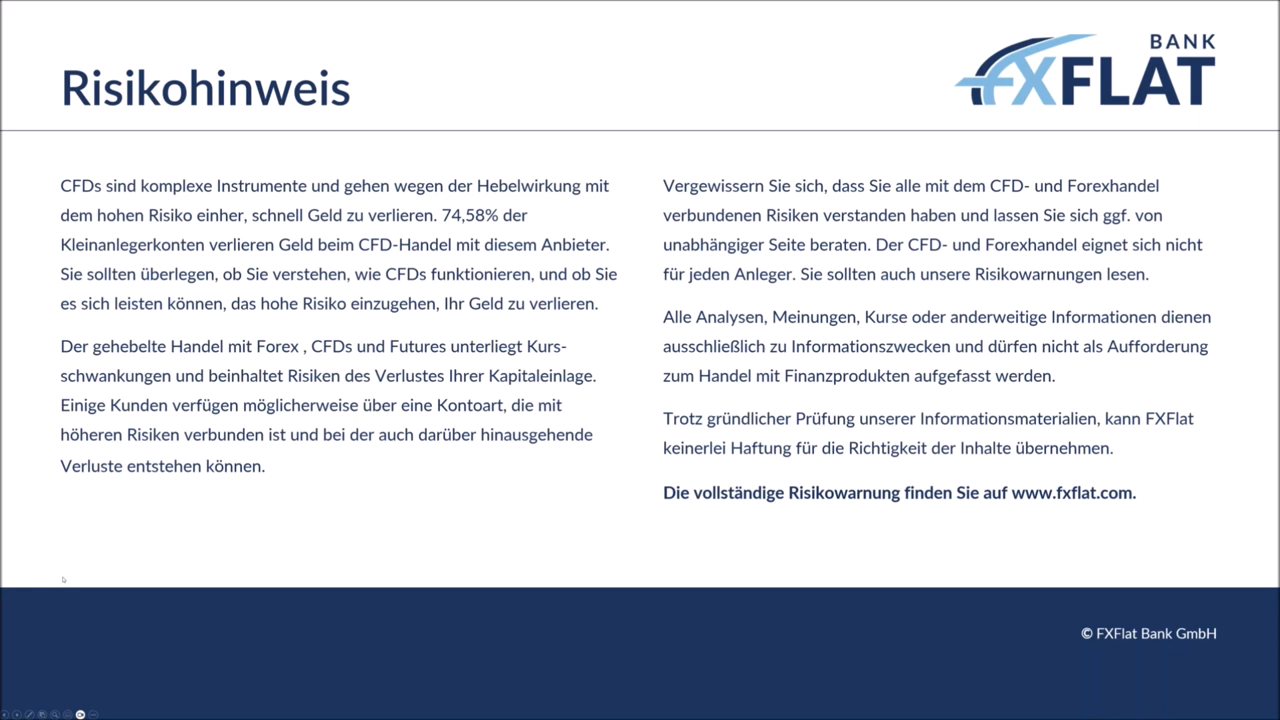 Risikohinweis
BANK
FXFLAT
CFDs sind komplexe Instrumente und gehen wegen der Hebelwirkung mit
dem hohen Risiko einher, schnell Geld zu verlieren. 74,58% der
Kleinanlegerkonten verlieren Geld beim CFD-Handel mit diesem Anbieter.
Sie sollten überlegen, ob Sie verstehen, wie CFDs funktionieren, und ob Sie
es sich leisten können, das hohe Risiko einzugehen, Ihr Geld zu verlieren.
Der gehebelte Handel mit Forex , CFDs und Futures unterliegt Kurs-
schwankungen und beinhaltet Risiken des Verlustes Ihrer Kapitaleinlage.
Einige Kunden verfügen möglicherweise über eine Kontoart, die mit
höheren Risiken verbunden ist und bei der auch darüber hinausgehende
Verluste entstehen können.
Vergewissern Sie sich, dass Sie alle mit dem CFD- und Forexhandel
verbundenen Risiken verstanden haben und lassen Sie sich ggf. von
unabhängiger Seite beraten. Der CFD- und Forexhandel eignet sich nicht
für jeden Anleger. Sie sollten auch unsere Risikowarnungen lesen.
Alle Analysen, Meinungen, Kurse oder anderweitige Informationen dienen
ausschließlich zu Informationszwecken und dürfen nicht als Aufforderung
zum Handel mit Finanzprodukten aufgefasst werden.
Trotz gründlicher Prüfung unserer Informationsmaterialien, kann FXFlat
keinerlei Haftung für die Richtigkeit der Inhalte übernehmen.
Die vollständige Risikowarnung finden Sie auf www.fxflat.com.
© FXFlat Bank GmbH